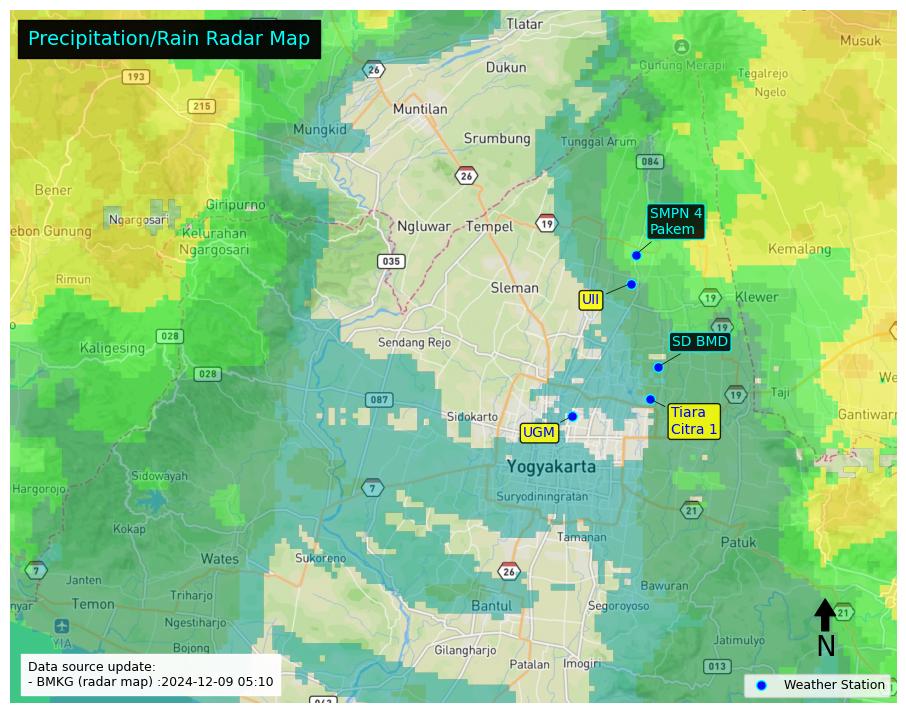 Precipitation/Rain Radar Map
Tlatar
Musuk
193
26
Dukun
Gunung Merapi
Tegalrejo
Ngelo
215
Muntilan
Mungkid
Srumbung
Tunggal Arum
084
26
Bener
Giripurno
Ngargosari
Kelurahan
Ngargosari
ebon Gunung
Ngluwar
Tempel
19
SMPN 4
Pakem
Kemalang
035
Rimun
Sleman
UII
19
Klewer
19
028
Kaligesing
Sendang Rejo
SD BMD
028
087
19
Taji
We
Sidokarto
UGM
Tiara
Citra 1
Gantiwarn
Yogyakarta
Sidowayah
7
Suryodiningratan
Hargorojo
21
Kokap
Tamanan
Patuk
Wates
Sukoreno
7
26
Janten
Bawuran
Triharjo
Temon
nyar
Bantul
Segoroyoso
21
Ngestiharjo
YIA
Bojong
Jatimulyo
N
Gilangharjo
Patalan
Imogiri
013
Data source update:
- BMKG (radar map) :2024-12-09 05:10
Weather Station